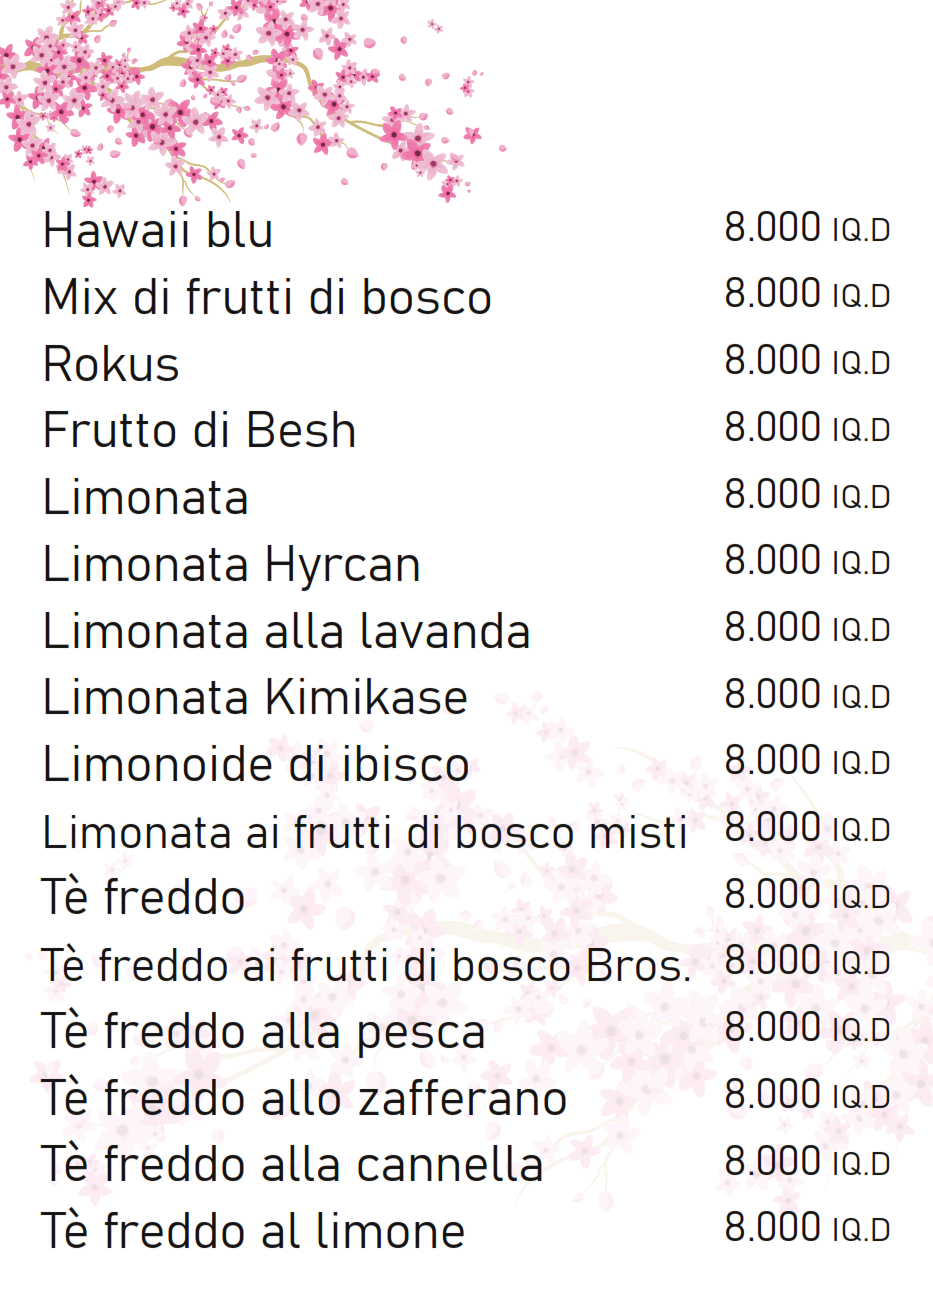 Hawaii blu 8.000 IQ.D
Mix di frutti di bosco 8.000 IQ.D
Rokus 8.000 IQ.D
Frutto di Besh 8.000 IQ.D
Limonata 8.000 IQ.D
Limonata Hyrcan 8.000 IQ.D
Limonata alla lavanda 8.000 IQ.D
Limonata Kimikase 8.000 IQ.D
Limonoide di ibisco 8.000 IQ.D
Limonata ai frutti di bosco misti 8.000 IQ.D
Tè freddo 8.000 IQ.D
Tè freddo ai frutti di bosco Bros. 8.000 IQ.D
Tè freddo alla pesca 8.000 IQ.D
Tè freddo allo zafferano 8.000 IQ.D
Tè freddo alla cannella 8.000 IQ.D
Tè freddo al limone 8.000 IQ.D